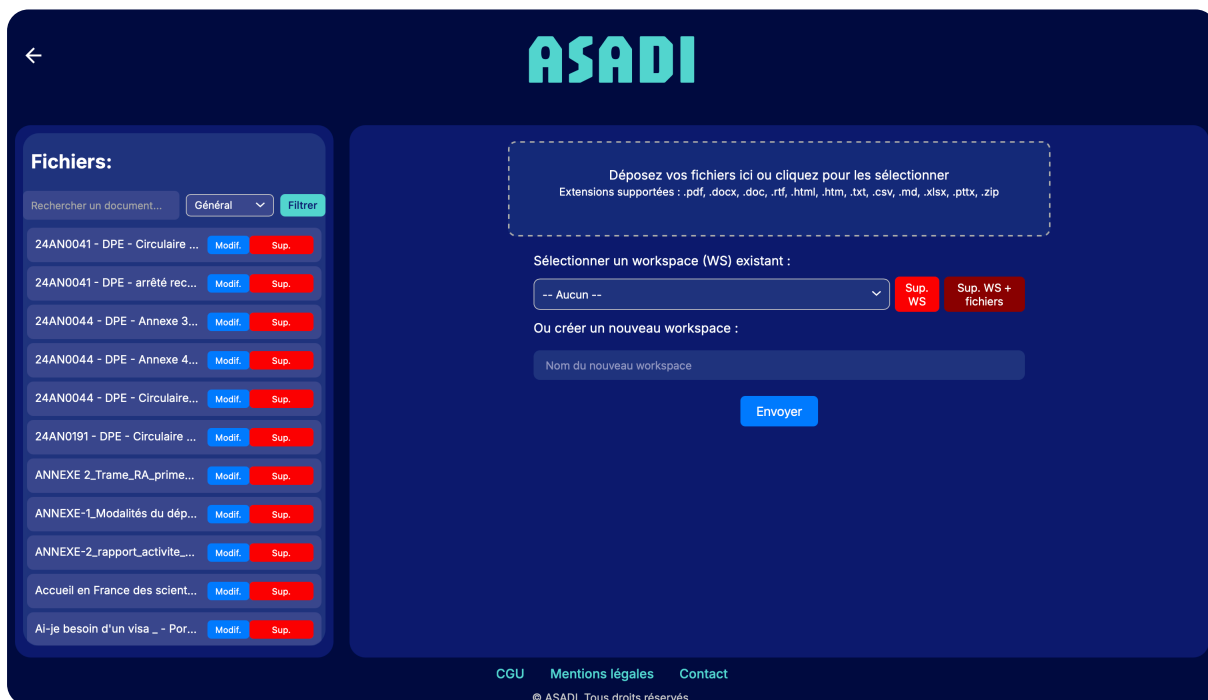 ASADI
Fichiers:
Rechercher un document...
Général
Filtrer
24AN0041 - DPE - Circulaire ...
Modif.
Sup.
24AN0041 - DPE - arrêté rec...
Modif.
Sup.
24AN0044 - DPE - Annexe 3...
Modif.
Sup.
24AN0044 - DPE - Annexe 4...
Modif.
Sup.
24AN0044 - DPE - Circulaire...
Modif.
Sup.
24AN0191 - DPE - Circulaire ...
Modif.
Sup.
ANNEXE 2_Trame_RA_prime...
Modif.
Sup.
ANNEXE-1_Modalités du dép...
Modif.
Sup.
ANNEXE-2_rapport_activite_...
Modif.
Sup.
Accueil en France des scient...
Modif.
Sup.
Ai-je besoin d'un visa _ - Por...
Modif.
Sup.
Déposez vos fichiers ici ou cliquez pour les sélectionner
Extensions supportées : .pdf, .docx, .doc, .rtf, .html, .htm, .txt, .csv, .md, .xlsx, .pttx, .zip
Sélectionner un workspace (WS) existant :
-- Aucun --
Sup.
WS
Sup. WS +
fichiers
Ou créer un nouveau workspace :
Nom du nouveau workspace
Envoyer
CGU
Mentions légales
Contact
© ASADI. Tous droits réservés.